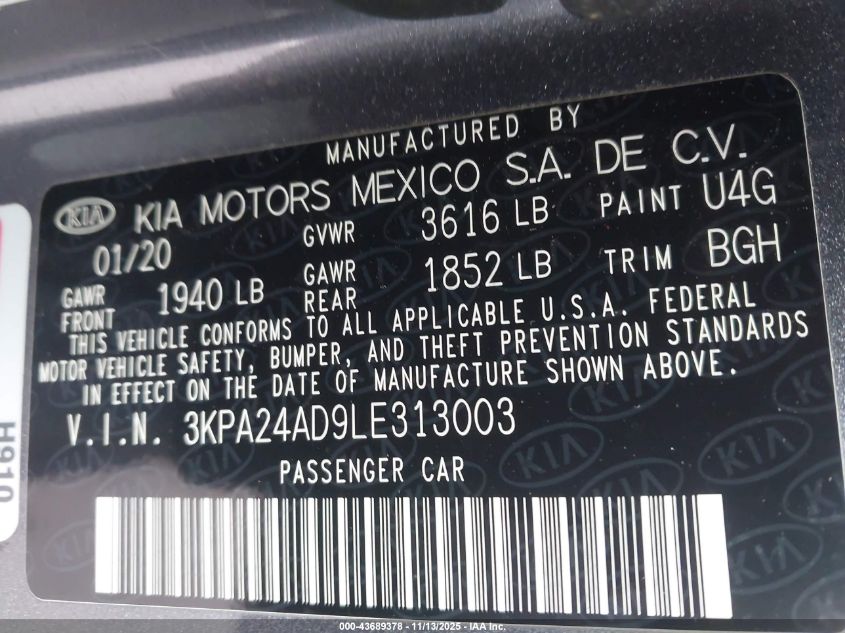 MANUFACTURED BY
KIA KIA MOTORS MEXICO S.A. DE C.V.
01/20 GVWR 3616 LB PAINT U4G
GAWR FRONT 1940 LB GAWR REAR 1852 LB TRIM BGH
THIS VEHICLE CONFORMS TO ALL APPLICABLE U.S.A. FEDERAL
MOTOR VEHICLE SAFETY, BUMPER, AND THEFT PREVENTION STANDARDS
IN EFFECT ON THE DATE OF MANUFACTURE SHOWN ABOVE.
V.I.N. 3KPA24AD9LE313003
PASSENGER CAR
000-43689378 - 11/13/2025 - IAA Inc.